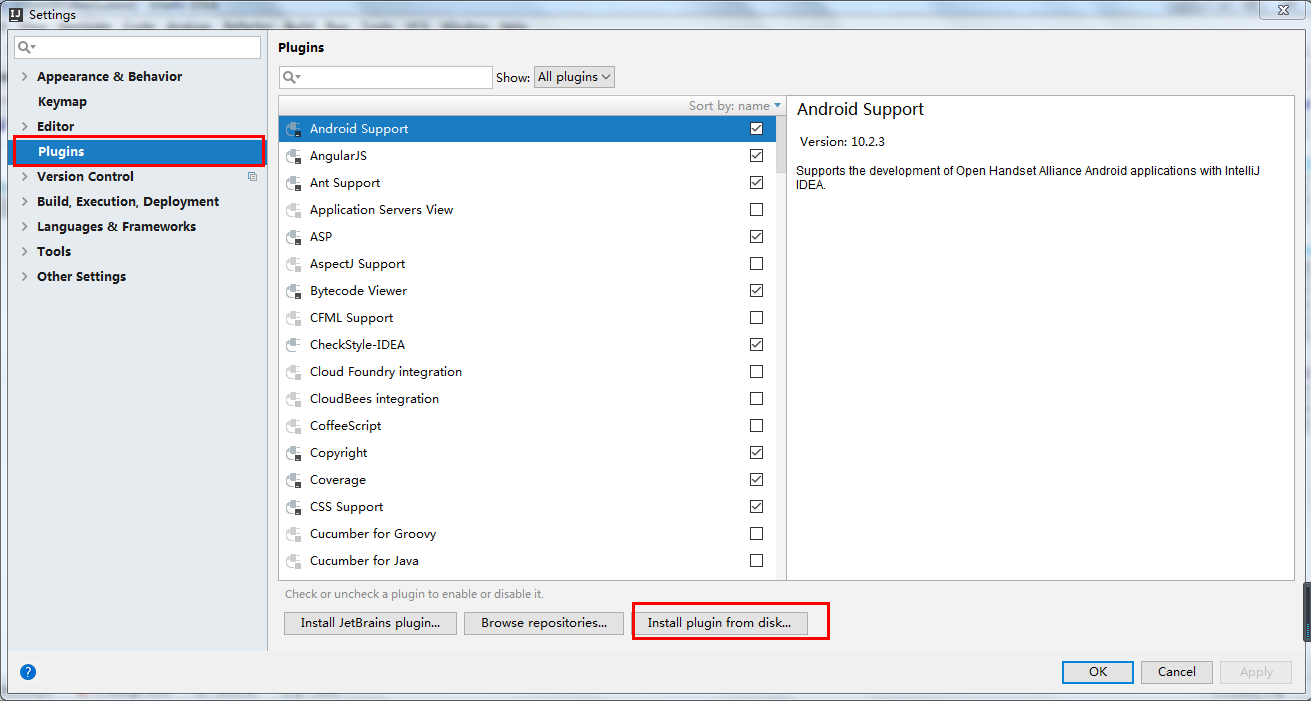 Settings
Plugins
Appearance & Behavior
Keymap
Editor
Plugins
Version Control
Build, Execution, Deployment
Languages & Frameworks
Tools
Other Settings
Show: All plugins
Sort by: name
Android Support
AngularJS
Ant Support
Application Servers View
ASP
AspectJ Support
Bytecode Viewer
CFML Support
CheckStyle-IDEA
Cloud Foundry integration
CloudBees integration
CoffeeScript
Copyright
Coverage
CSS Support
Cucumber for Groovy
Cucumber for Java
Android Support
Version: 10.2.3
Supports the development of Open Handset Alliance Android applications with IntelliJ
IDEA.
Check or uncheck a plugin to enable or disable it.
Install JetBrains plugin... Browse repositories... Install plugin from disk...
? OK Cancel Apply